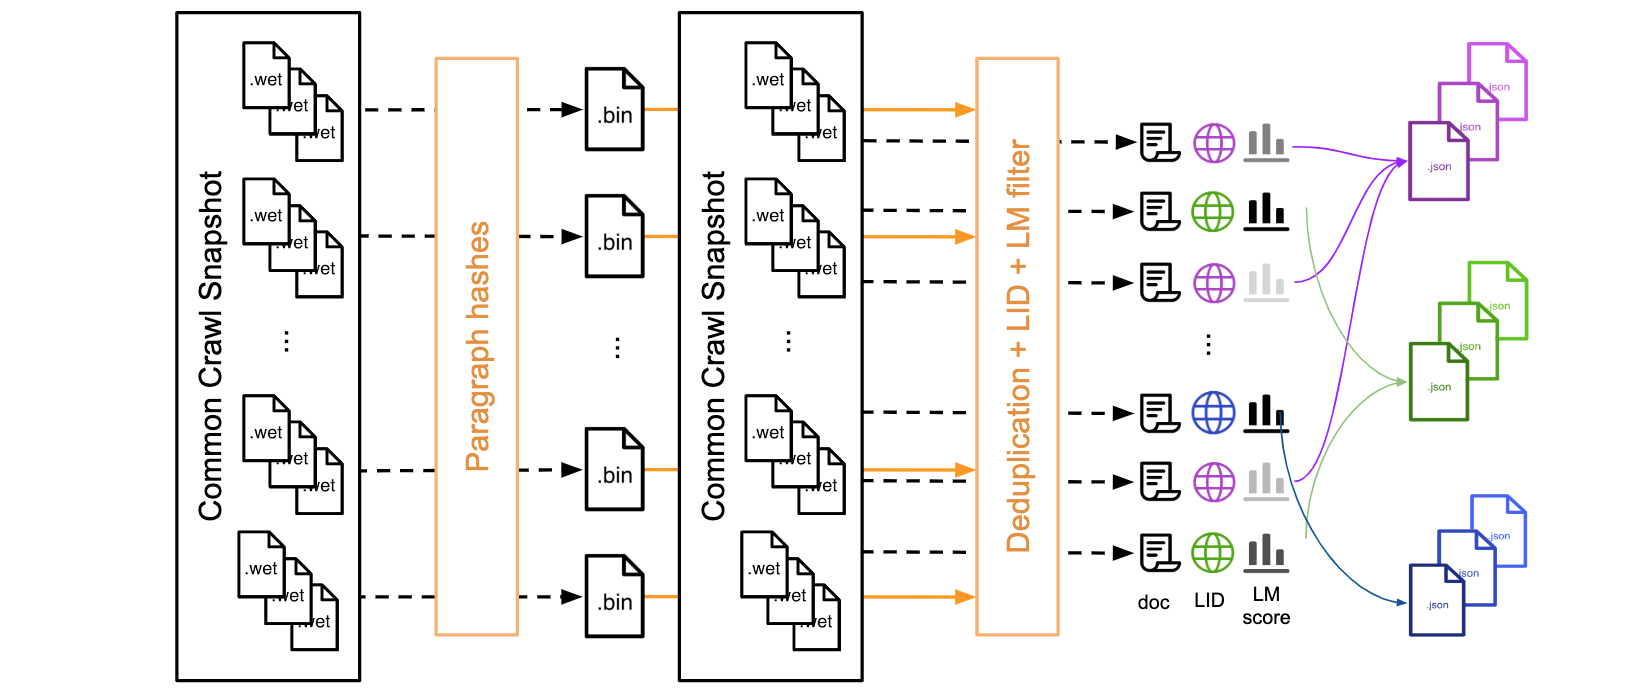 Common Crawl Snapshot
.wet
.wet
.wet
.wet
.wet
.wet
...
.wet
.wet
.wet
.wet
.wet
.wet
Paragraph hashes
.bin
.bin
...
.bin
.bin
Common Crawl Snapshot
.wet
.wet
.wet
.wet
.wet
.wet
...
.wet
.wet
.wet
.wet
.wet
.wet
Deduplication + LID + LM filter
...
doc
LID
LM
score
.json
.json
.json
.json
.json
.json
.json
.json
.json